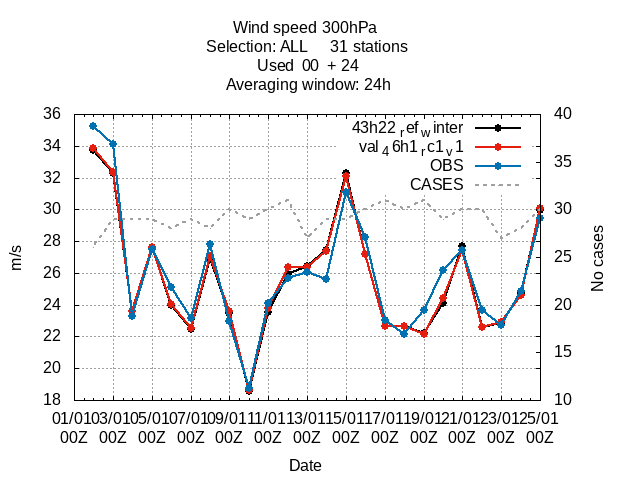 Wind speed 300hPa
Selection: ALL 31 stations
Used 00 + 24
Averaging window: 24h
36 40
43h22 refwinter
34
val46h1rc1v1
35
OBS
32
CASES
30 30
28
m/s
26 25
No cases
24 20
22
15
20
18 10
01/01 03/01 05/01 07/01 09/01 11/01 13/01 15/01 17/01 19/01 21/01 23/01 25/01
00Z 00Z 00Z 00Z 00Z 00Z 00Z 00Z 00Z 00Z 00Z 00Z 00Z
Date